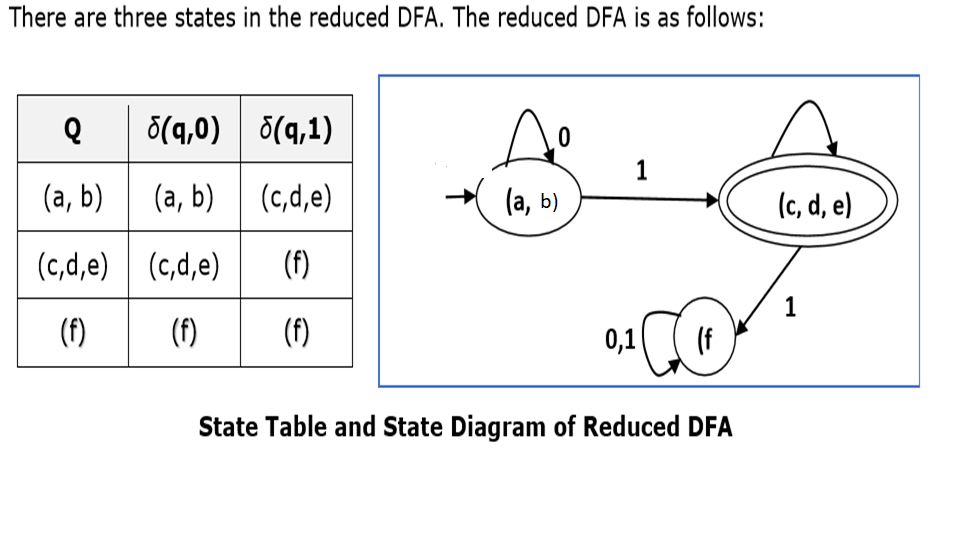 There are three states in the reduced DFA. The reduced DFA is as follows:
Q δ(q,0) δ(q,1)
(a, b) (a, b) (c,d,e)
(c,d,e) (c,d,e) (f)
(f) (f) (f)
0
1
(a, b)
(c, d, e)
1
0,1
(f
State Table and State Diagram of Reduced DFA